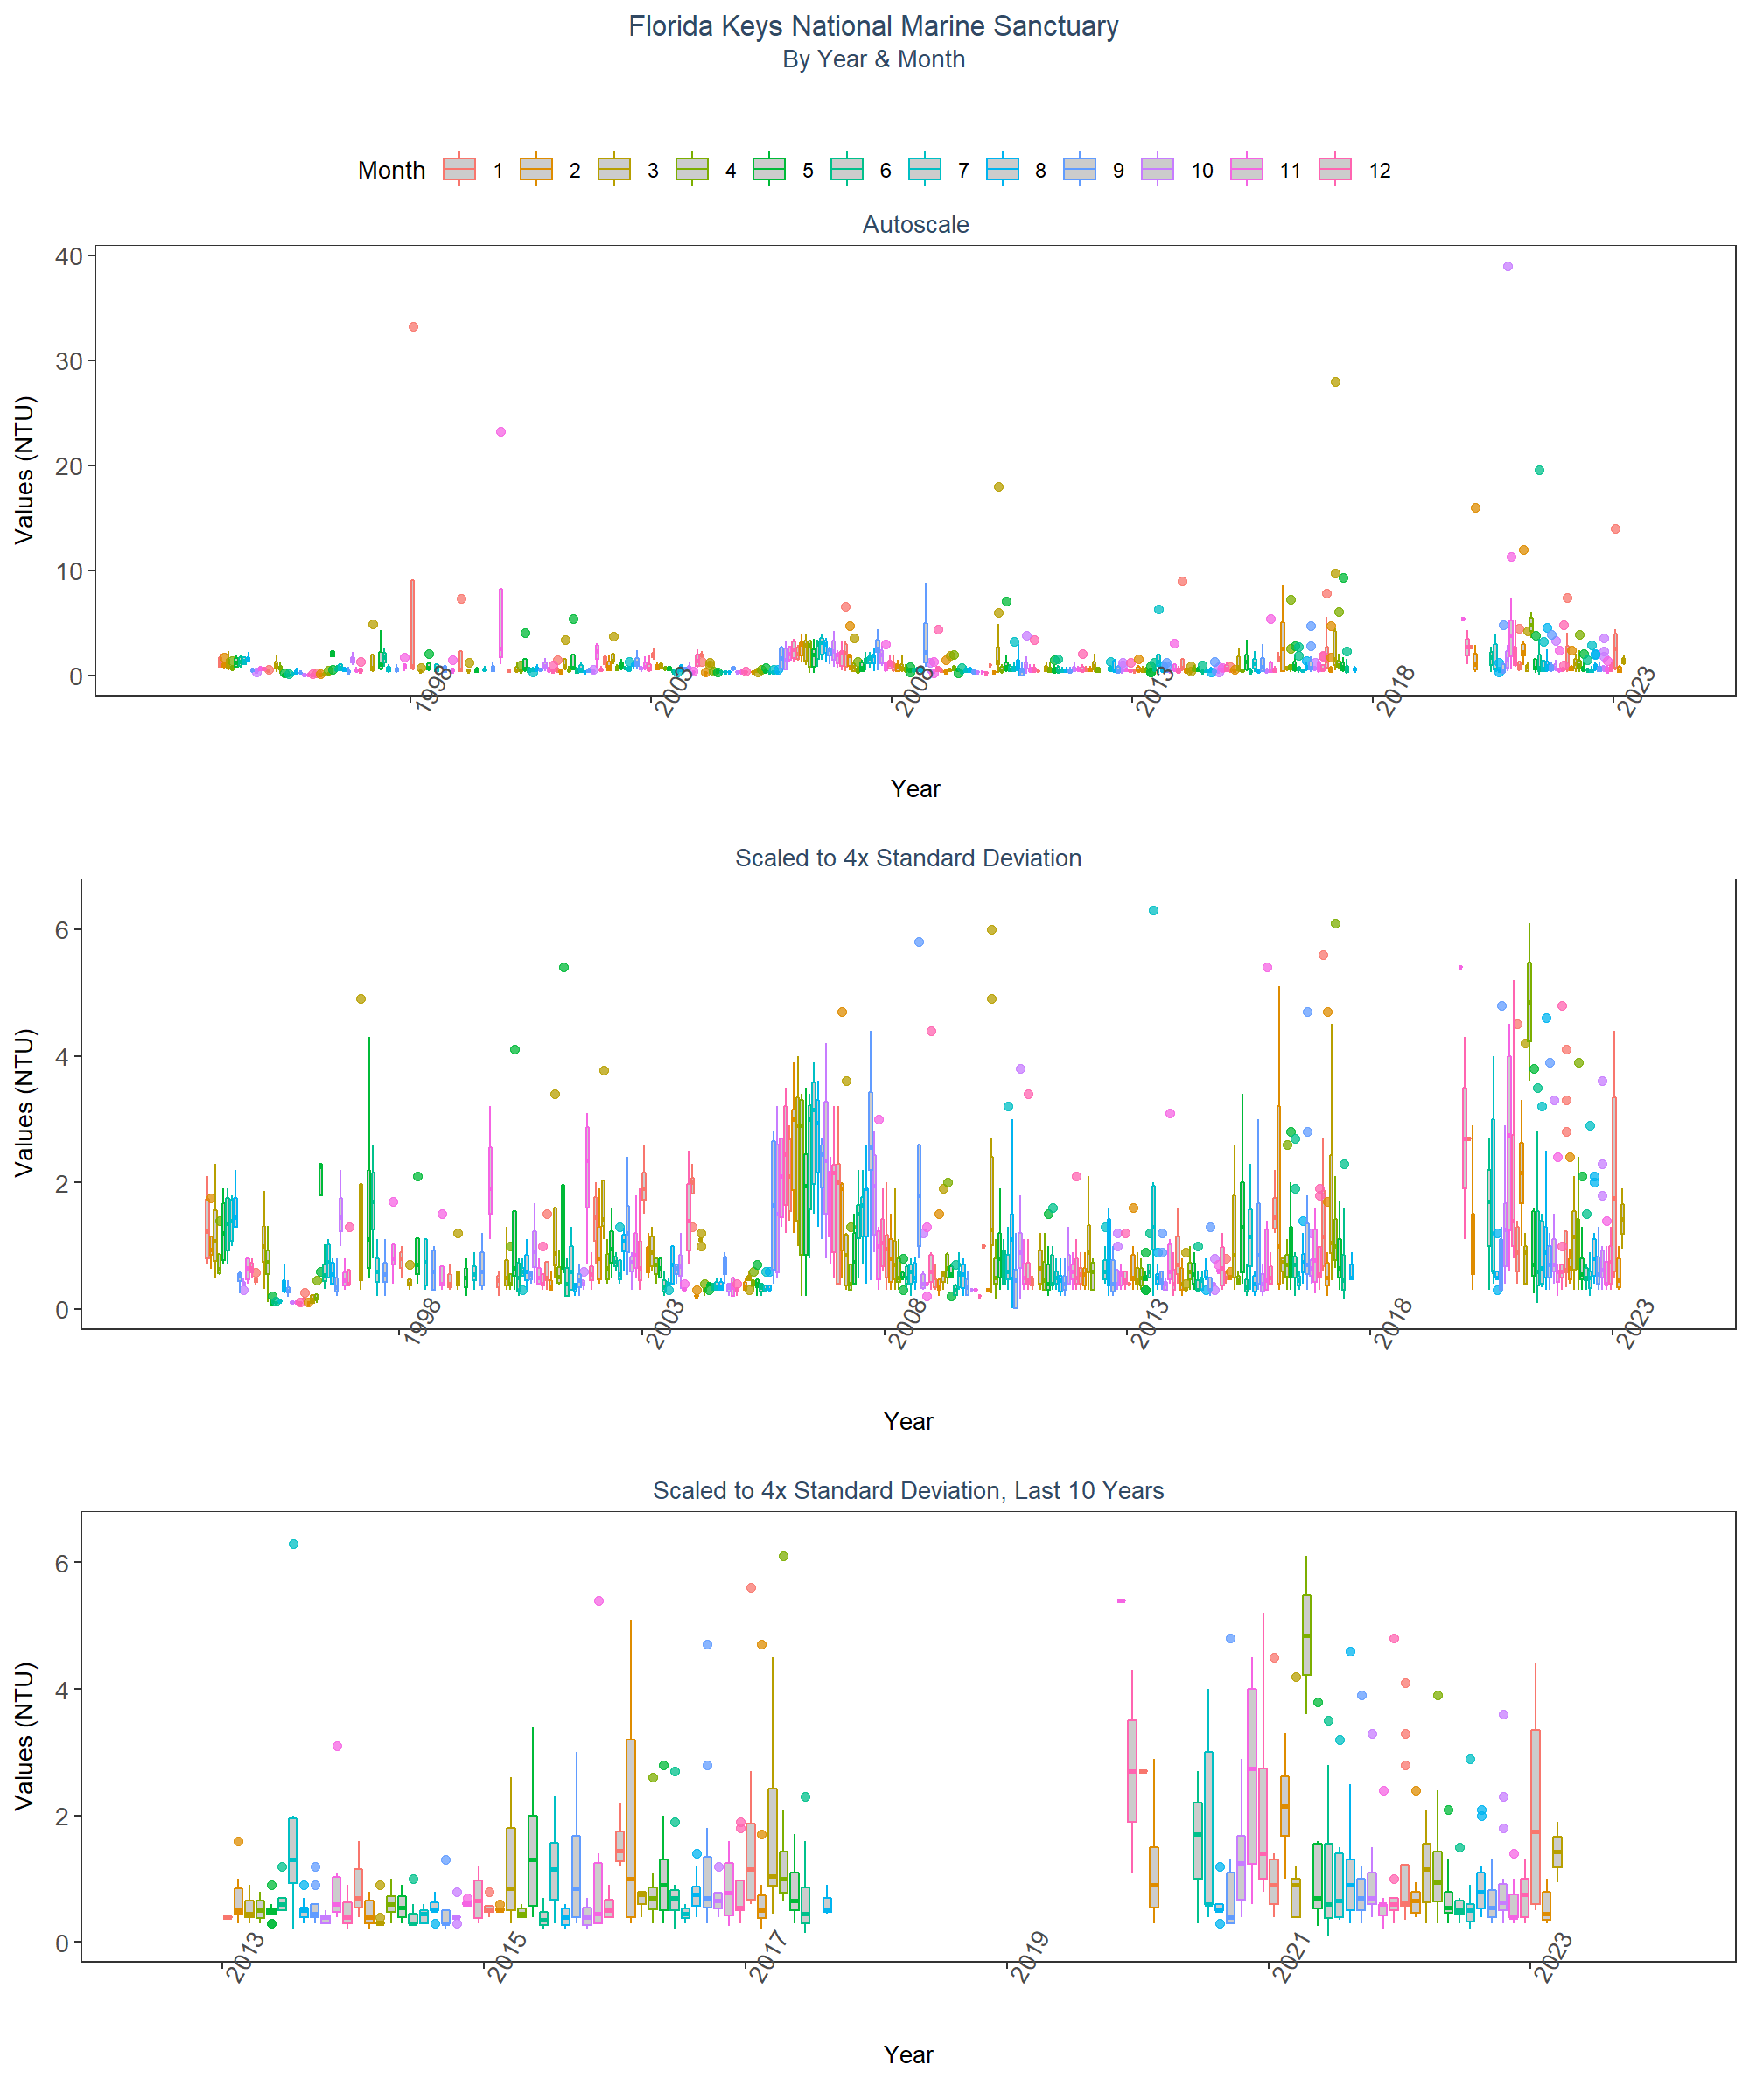 Florida Keys National Marine Sanctuary
By Year & Month
Month 1 2 3 4 5 6 7 8 9 10 11 12
Autoscale
40
30
20
10
0
Values (NTU)
1998 2003 2008 2013 2018 2023
Year
Scaled to 4x Standard Deviation
6
4
2
0
Values (NTU)
1998 2003 2008 2013 2018 2023
Year
Scaled to 4x Standard Deviation, Last 10 Years
6
4
2
0
Values (NTU)
2013 2015 2017 2019 2021 2023
Year